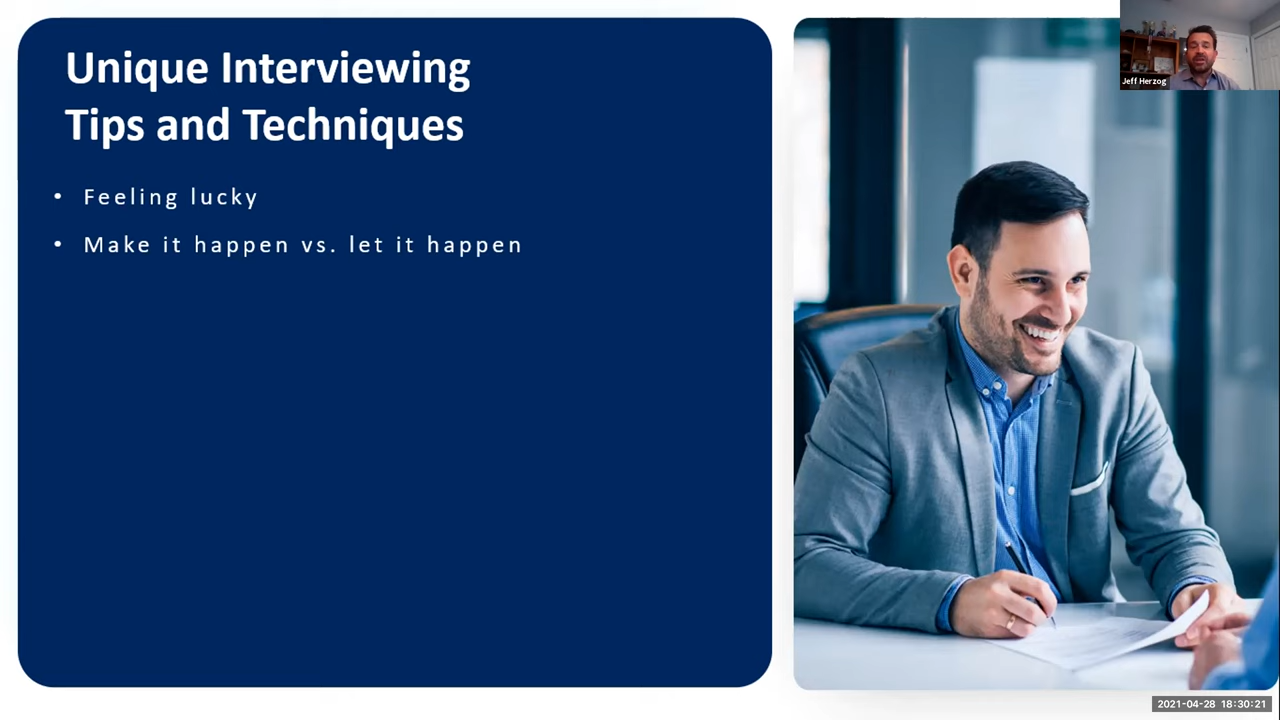 Unique Interviewing
Tips and Techniques
• Feeling lucky
• Make it happen vs. let it happen
Jeff Herzog
2021-04-28 18:30:21